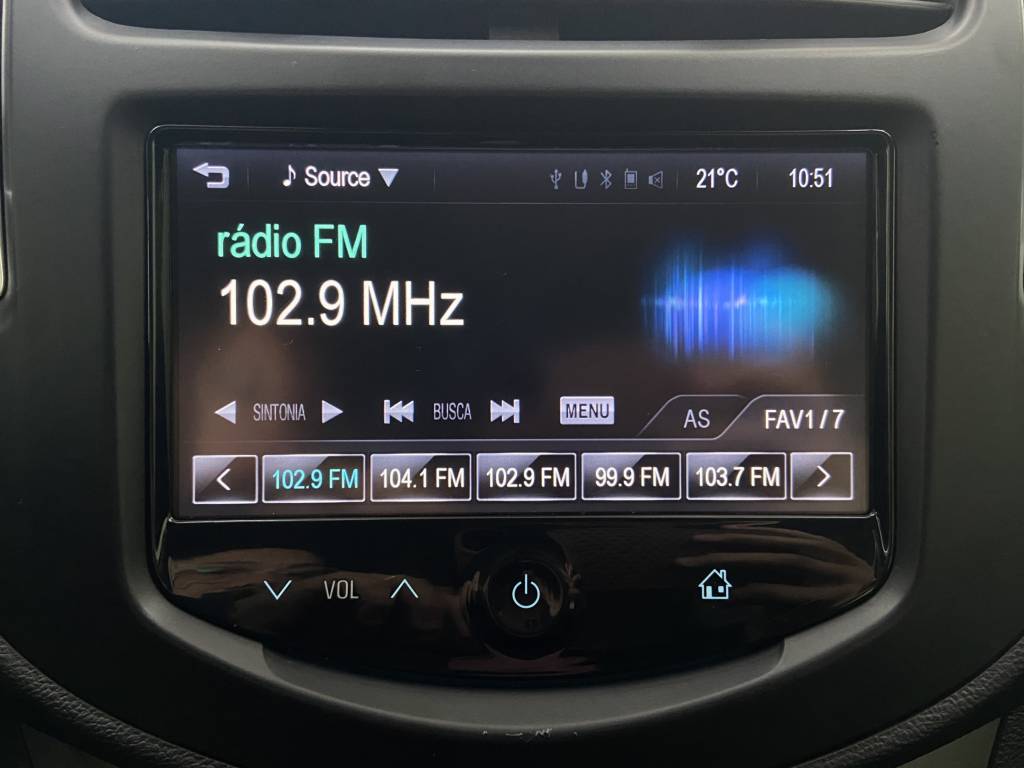 Source 21°C 10:51
rádio FM
102.9 MHz
SINTONIA BUSCA MENU AS FAV1/7
102.9 FM 104.1 FM 102.9 FM 99.9 FM 103.7 FM
VOL